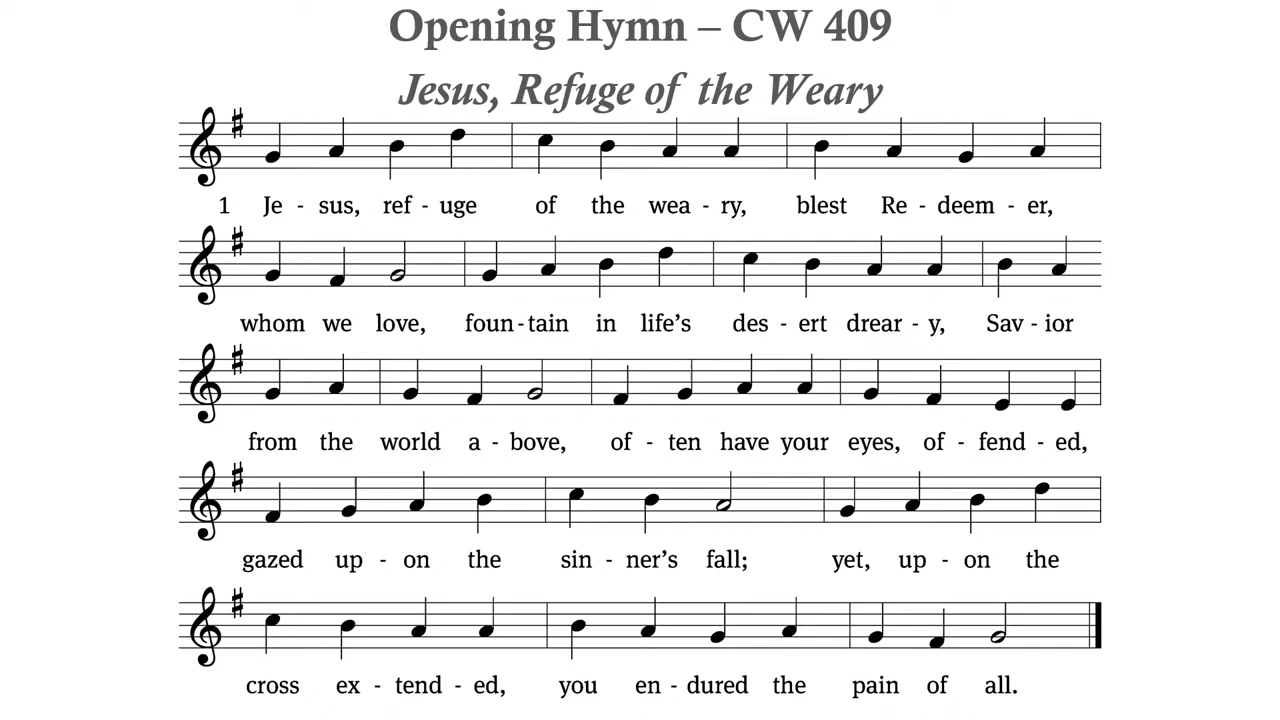 Opening Hymn – CW 409
Jesus, Refuge of the Weary
1 Je - sus, ref - uge of the wea - ry, blest Re - deem - er,
whom we love, foun - tain in life’s des - ert drear - y, Sav - ior
from the world a - bove, of - ten have your eyes, of - fend - ed,
gazed up - on the sin - ner’s fall; yet, up - on the
cross ex - tend - ed, you en - dured the pain of all.